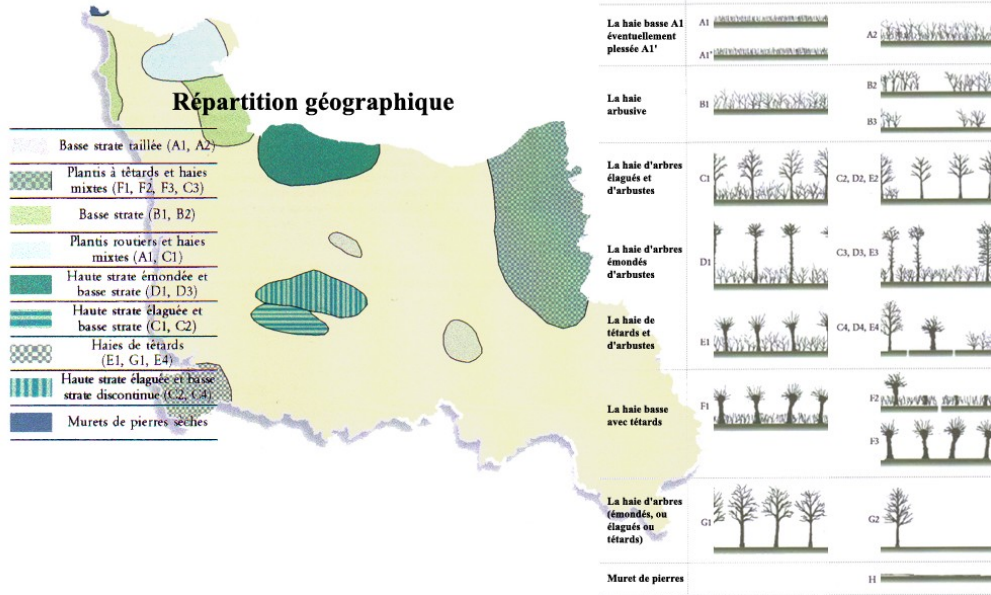 Répartition géographique
Basse strate taillée (A1, A2)
Plantis à têtards et haies
mixtes (F1, F2, F3, C3)
Basse strate (B1, B2)
Plantis routiers et haies
mixtes (A1, C1)
Haute strate émondée et
basse strate (D1, D3)
Haute strate élaguée et
basse strate (C1, C2)
Haies de têtards
(E1, G1, E4)
Haute strate élaguée et basse
strate discontinue (C2, C4)
Murets de pierres sèches
La haie basse A1
éventuellement
plessée A1'
A1
A1'
A2
La haie
arbusive
B1
B2
B3
La haie d'arbres
élagués et
d'arbustes
C1
C2, D2, E2
La haie d'arbres
émondés
d'arbustes
D1
C3, D3, E3
La haie de
tétards et
d'arbustes
E1
C4, D4, E4
La haie basse
avec tétards
F1
F2
F3
La haie d'arbres
(émondés, ou
élagués ou
tétards)
G1
G2
Muret de pierres
H